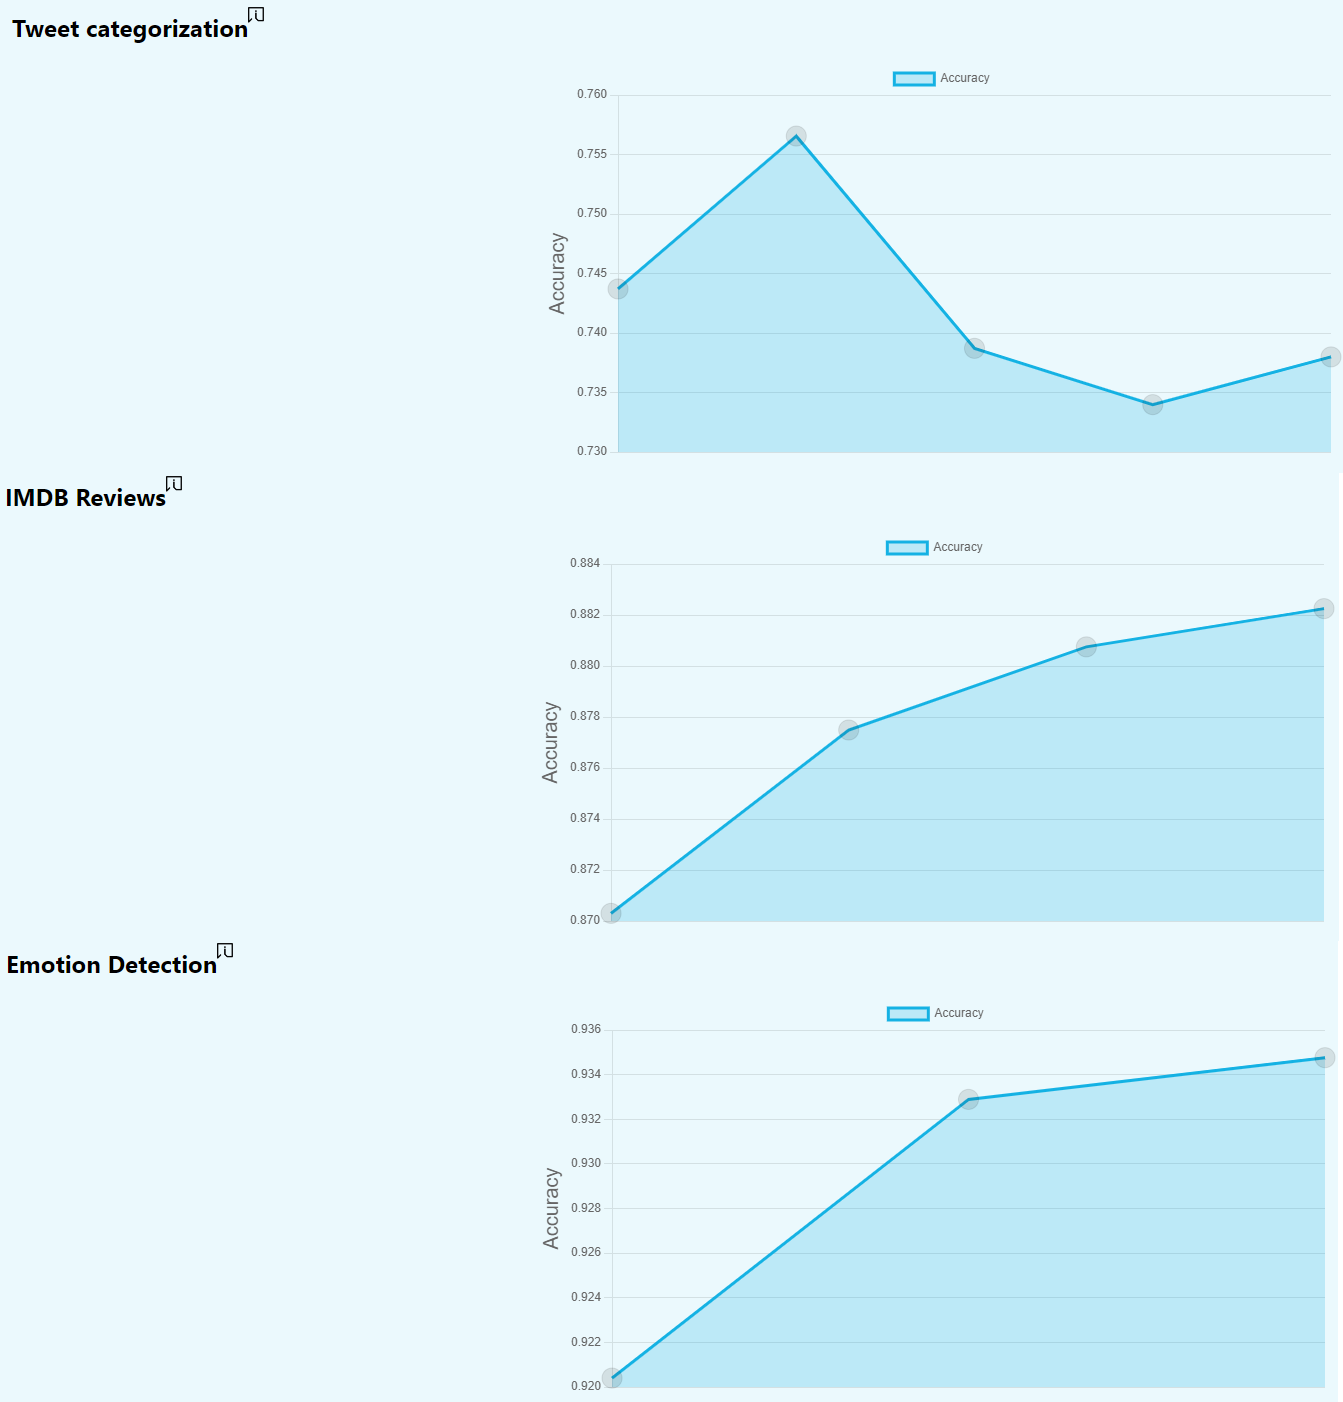 Tweet categorization
Accuracy
0.760
0.755
0.750
0.745
0.740
0.735
0.730
Accuracy
IMDB Reviews
Accuracy
0.884
0.882
0.880
0.878
0.876
0.874
0.872
0.870
Accuracy
Emotion Detection
Accuracy
0.936
0.934
0.932
0.930
0.928
0.926
0.924
0.922
0.920
Accuracy